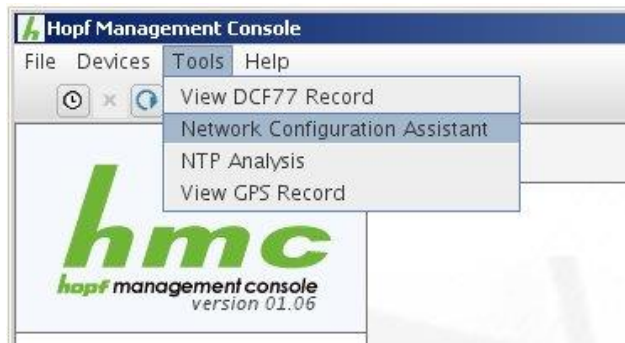 Hopf Management Console
File Devices Tools Help
View DCF77 Record
Network Configuration Assistant
NTP Analysis
View GPS Record
hmc
hopf management console
version 01.06